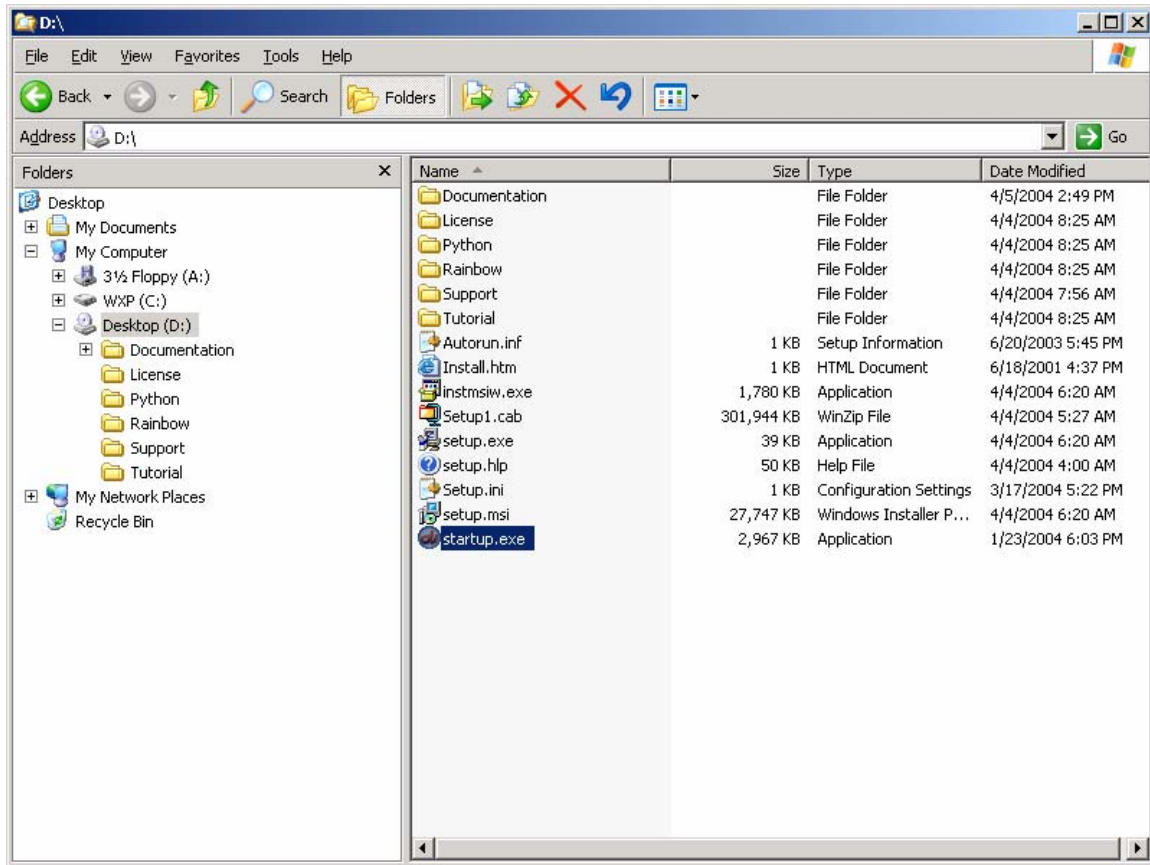 D:\
File Edit View Favorites Tools Help
Back Search Folders
Address D:\ Go
Folders
Desktop
My Documents
My Computer
3½ Floppy (A:)
WXP (C:)
Desktop (D:)
Documentation
License
Python
Rainbow
Support
Tutorial
My Network Places
Recycle Bin
Name Size Type Date Modified
Documentation File Folder 4/5/2004 2:49 PM
License File Folder 4/4/2004 8:25 AM
Python File Folder 4/4/2004 8:25 AM
Rainbow File Folder 4/4/2004 8:25 AM
Support File Folder 4/4/2004 7:56 AM
Tutorial File Folder 4/4/2004 8:25 AM
Autorun.inf 1 KB Setup Information 6/20/2003 5:45 PM
Install.htm 1 KB HTML Document 6/18/2001 4:37 PM
instmsiw.exe 1,780 KB Application 4/4/2004 6:20 AM
Setup1.cab 301,944 KB WinZip File 4/4/2004 5:27 AM
setup.exe 39 KB Application 4/4/2004 6:20 AM
setup.hlp 50 KB Help File 4/4/2004 4:00 AM
Setup.ini 1 KB Configuration Settings 3/17/2004 5:22 PM
setup.msi 27,747 KB Windows Installer P... 4/4/2004 6:20 AM
startup.exe 2,967 KB Application 1/23/2004 6:03 PM